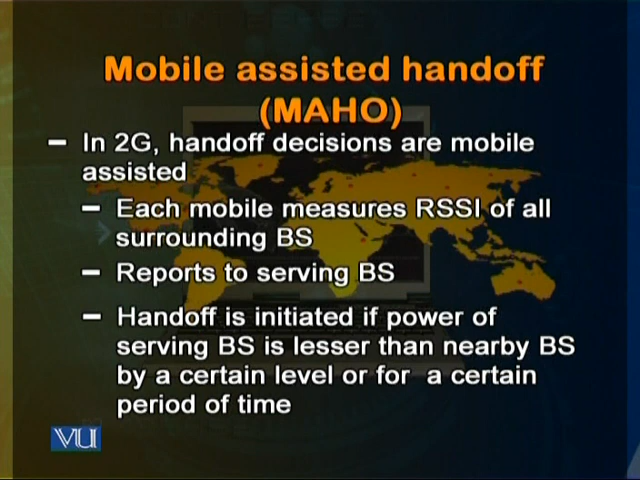 Mobile assisted handoff
(MAHO)
– In 2G, handoff decisions are mobile
assisted
– Each mobile measures RSSI of all
surrounding BS
– Reports to serving BS
– Handoff is initiated if power of
serving BS is lesser than nearby BS
by a certain level or for a certain
period of time
VU